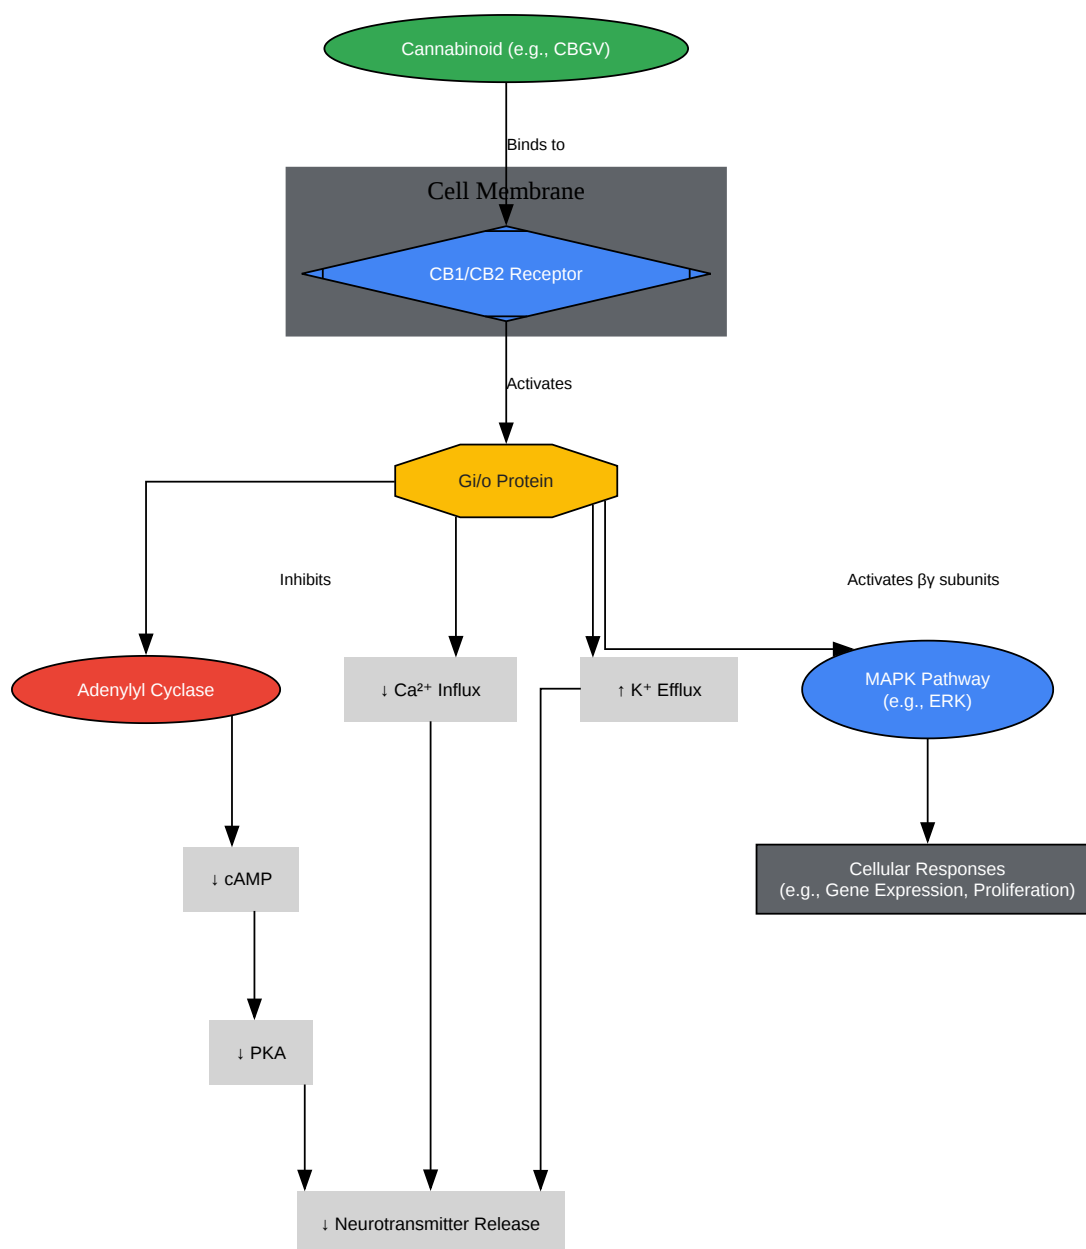 Cannabinoid (e.g., CBGV)
Binds to
Cell Membrane
CB1/CB2 Receptor
Activates
Gi/o Protein
Inhibits
Activates βγ subunits
Adenylyl Cyclase
↓ Ca²⁺ Influx
↑ K⁺ Efflux
MAPK Pathway
(e.g., ERK)
↓ cAMP
Cellular Responses
(e.g., Gene Expression, Proliferation)
↓ PKA
↓ Neurotransmitter Release